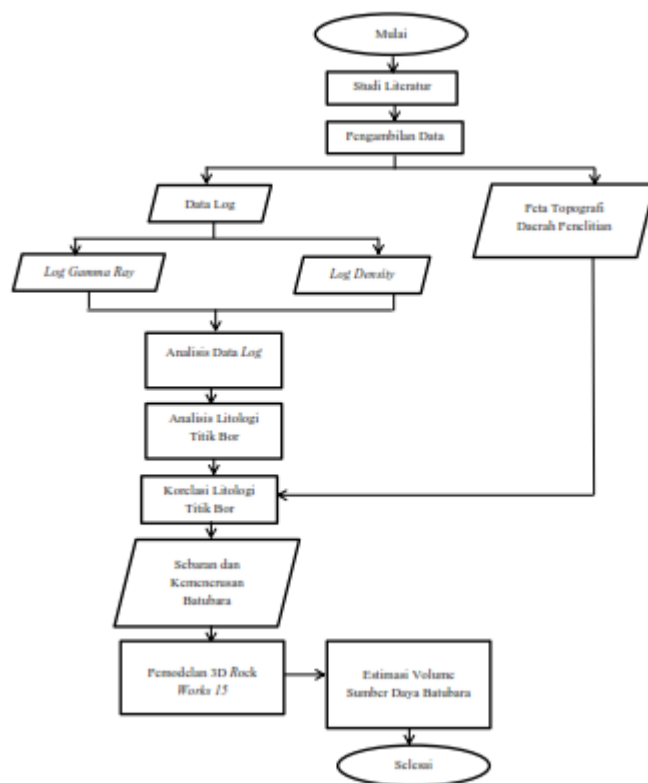 Mulai
Studi Literatur
Pengambilan Data
Data Log
Peta Topografi
Daerah Penelitian
Log Gamma Ray
Log Density
Analisis Data Log
Analisis Litologi
Titik Bor
Korelasi Litologi
Titik Bor
Sebaran dan
Kemenerusan
Batubara
Pemodelan 3D Rock
Works 15
Estimasi Volume
Sumber Daya Batubara
Selesai